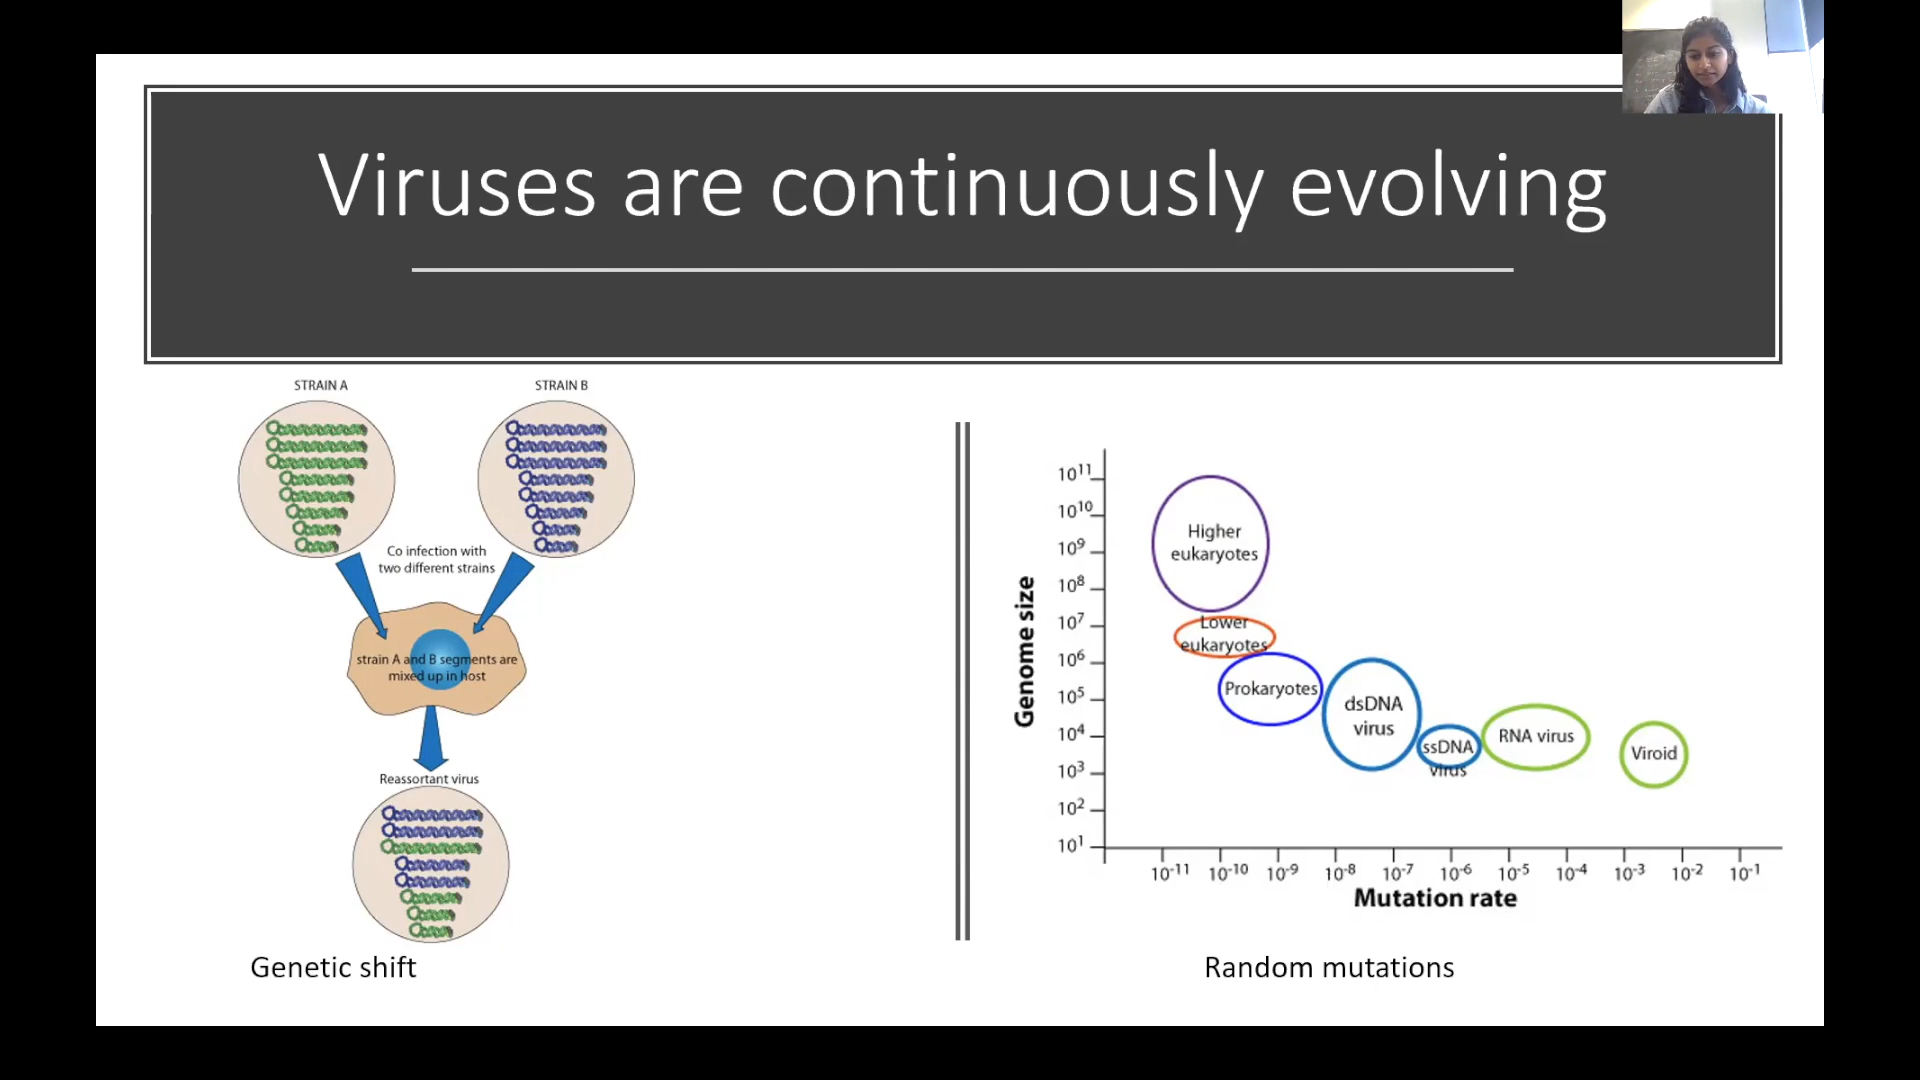 Viruses are continuously evolving
STRAIN A
STRAIN B
Co infection with
two different strains
strain A and B segments are
mixed up in host
Reassortant virus
Genetic shift
Genome size
10¹¹
10¹⁰
10⁹
10⁸
10⁷
10⁶
10⁵
10⁴
10³
10²
10¹
Higher
eukaryotes
Lower
eukaryotes
Prokaryotes
dsDNA
virus
ssDNA
virus
RNA virus
Viroid
10⁻¹¹ 10⁻¹⁰ 10⁻⁹ 10⁻⁸ 10⁻⁷ 10⁻⁶ 10⁻⁵ 10⁻⁴ 10⁻³ 10⁻² 10⁻¹
Mutation rate
Random mutations